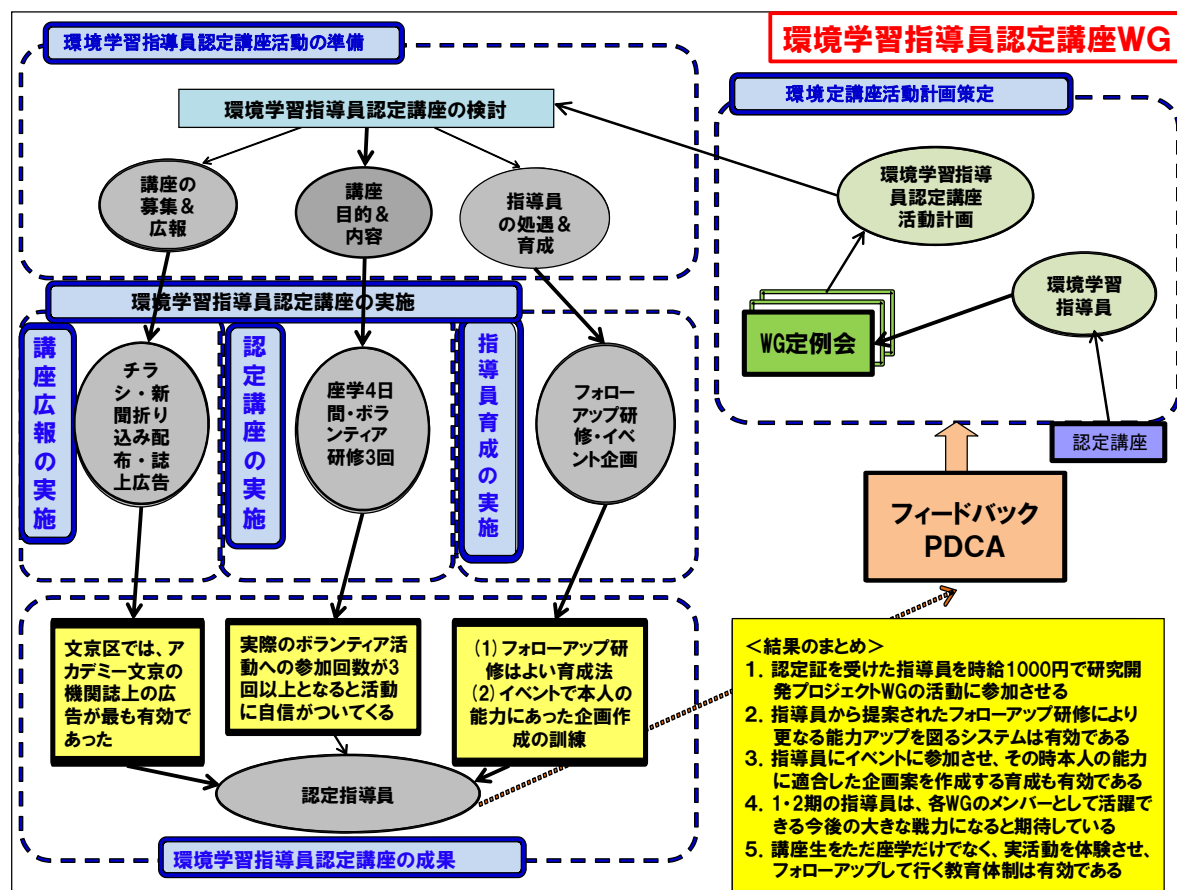 環境学習指導員認定講座活動の準備
環境学習指導員認定講座WG
環境定講座活動計画策定
環境学習指導員認定講座の検討
講座の
募集&
広報
講座
目的&
内容
指導員
の処遇&
育成
環境学習指導
員認定講座
活動計画
環境学習
指導員
WG定例会
認定講座
環境学習指導員認定講座の実施
講座広報の実施
チラ
シ・新
聞折り
込み配
布・誌
上広告
認定講座の実施
座学4日
間・ボラ
ンティア
研修3回
指導員育成の実施
フォロー
アップ研
修・イベ
ント企画
フィードバック
PDCA
文京区では、ア
カデミー文京の
機関誌上の広
告が最も有効で
あった
実際のボランティア活
動への参加回数が3
回以上となると活動
に自信がついてくる
(1)フォローアップ研
修はよい育成法
(2)イベントで本人の
能力にあった企画作
成の訓練
認定指導員
環境学習指導員認定講座の成果
<結果のまとめ>
1. 認定証を受けた指導員を時給1000円で研究開
発プロジェクトWGの活動に参加させる
2. 指導員から提案されたフォローアップ研修により
更なる能力アップを図るシステムは有効である
3. 指導員にイベントに参加させ、その時本人の能力
に適合した企画案を作成する育成も有効である
4. 1・2期の指導員は、各WGのメンバーとして活躍で
きる今後の大きな戦力になると期待している
5. 講座生をただ座学だけでなく、実活動を体験させ、
フォローアップして行く教育体制は有効である